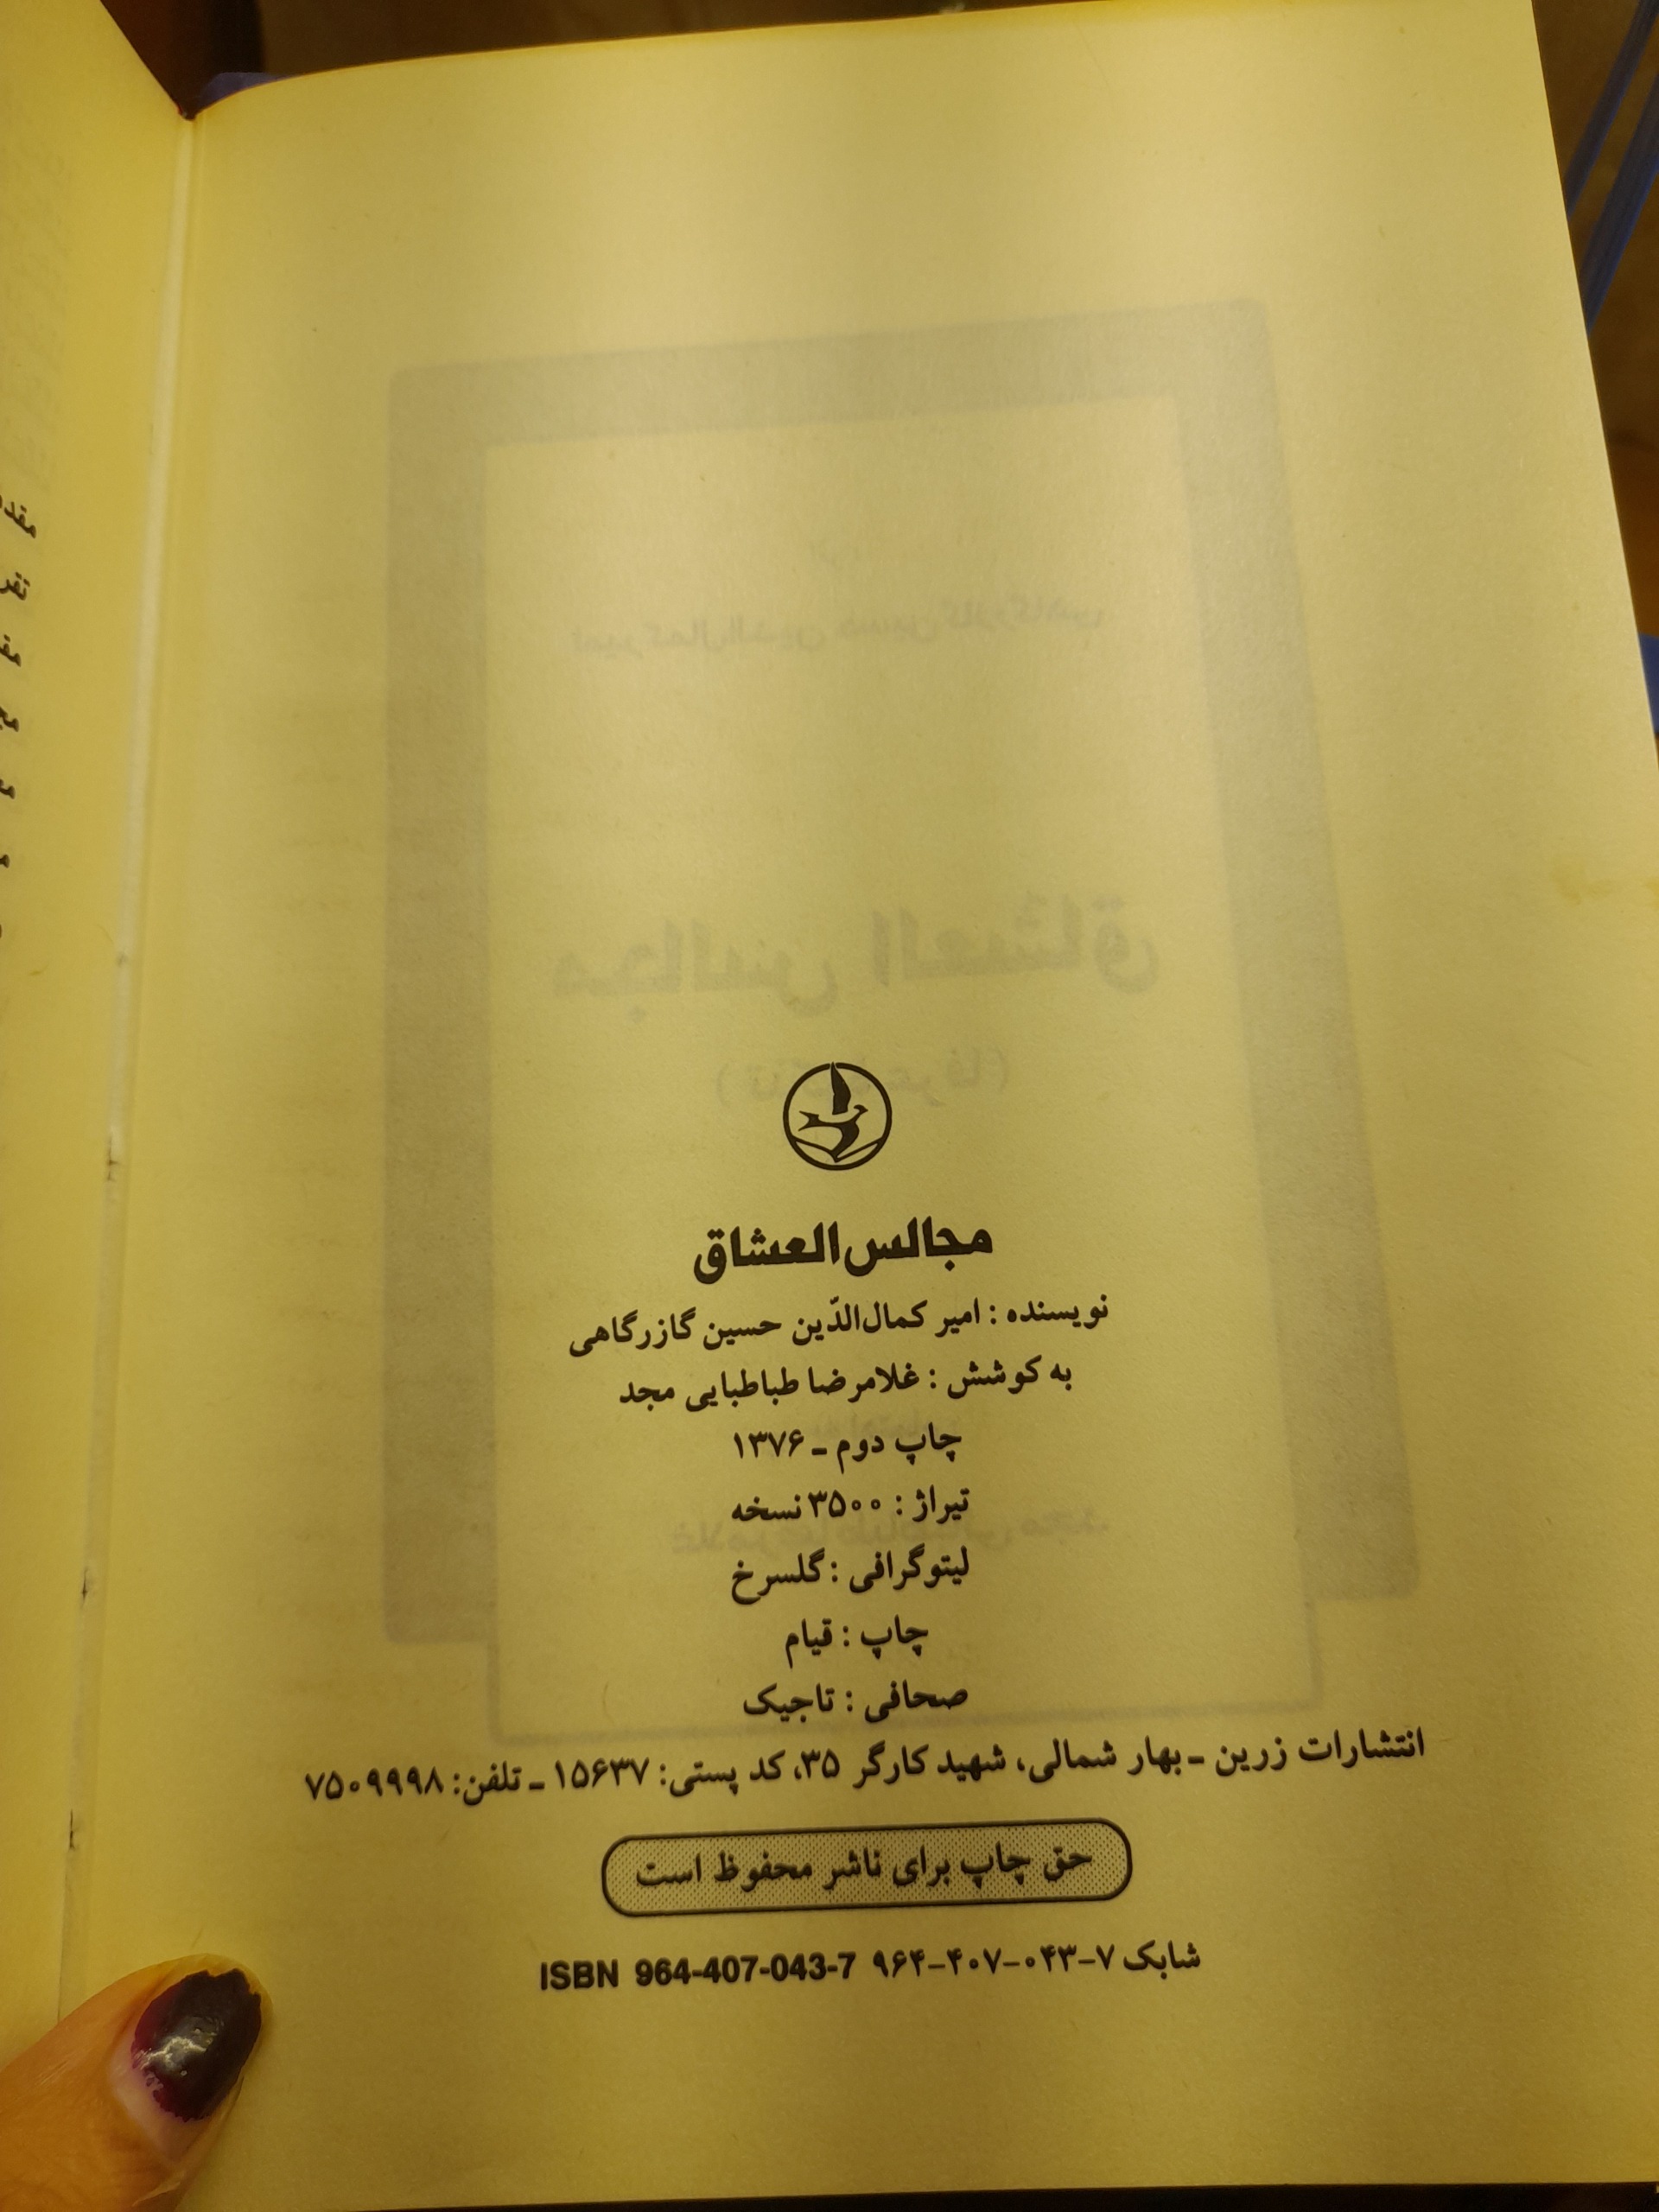 مجالس‌العشاق
نویسنده : امیر کمال‌الدّین حسین گازرگاهی
به کوشش : غلامرضا طباطبایی مجد
چاپ دوم ـ ۱۳۷۶
تیراژ : ۳۵۰۰ نسخه
لیتوگرافی : گلسرخ
چاپ : قیام
صحافی : تاجیک
انتشارات زرین ـ بهار شمالی، شهید کارگر ۳۵، کد پستی: ۱۵۶۳۷ ـ تلفن: ۷۵۰۹۹۹۸
حق چاپ برای ناشر محفوظ است
شابک ۷-۰۴۳-۴۰۷-۹۶۴ ISBN 964-407-043-7